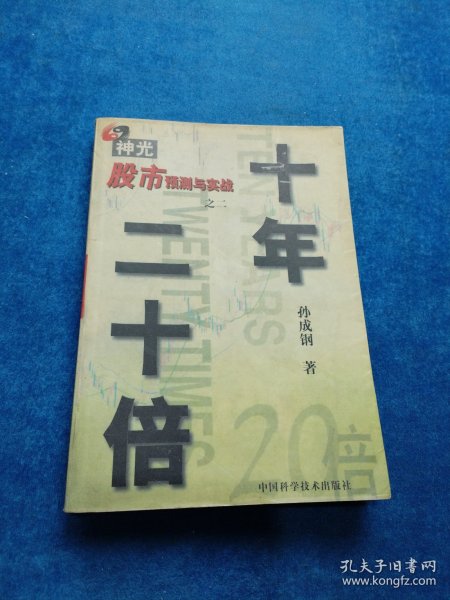 神光
股市预测与实战
之二
十年
二十倍
TEN YEARS
TWENTY TIMES
孙成钢 著
20倍
中国科学技术出版社
孔夫子旧书网
www.kongfz.com